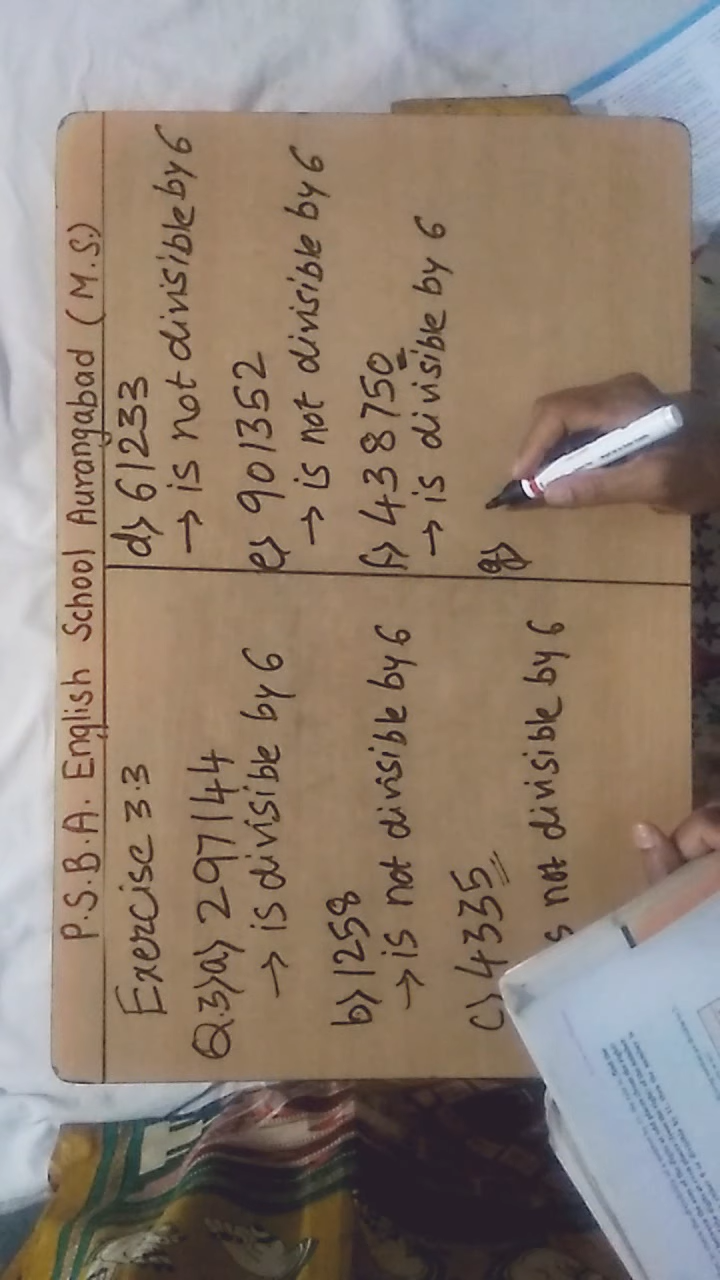 P.S.B.A. English School Aurangabad (M.S.)
Exercise 3.3
Q.3) a) 297144
→ is divisible by 6
b) 1258
→ is not divisible by 6
c) 4335
s not divisible by 6
d) 61233
→ is not divisible by 6
e) 901352
→ is not divisible by 6
f) 438750
→ is divisible by 6
g)